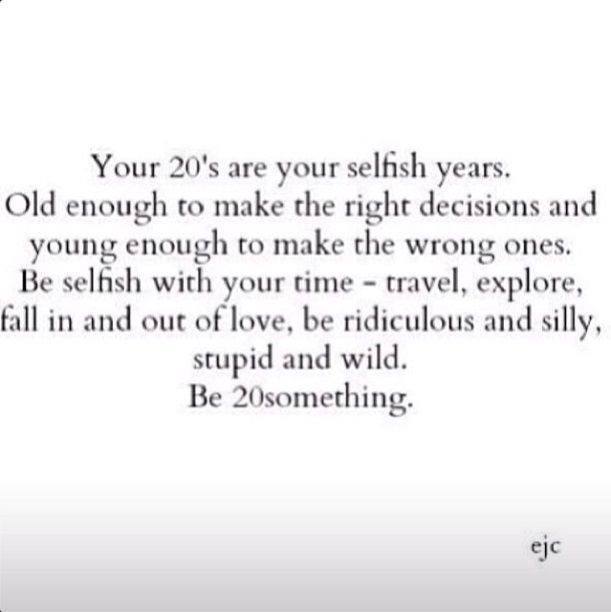 Your 20's are your selfish years.
Old enough to make the right decisions and
young enough to make the wrong ones.
Be selfish with your time - travel, explore,
fall in and out of love, be ridiculous and silly,
stupid and wild.
Be 20something.
ejc